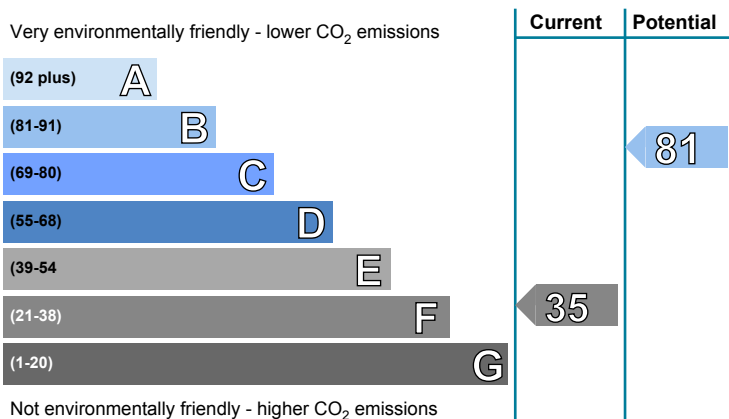 Current Potential
Very environmentally friendly - lower CO2 emissions
(92 plus) A
(81-91) B
81
(69-80) C
(55-68) D
(39-54 E
(21-38) F
35
(1-20) G
Not environmentally friendly - higher CO2 emissions